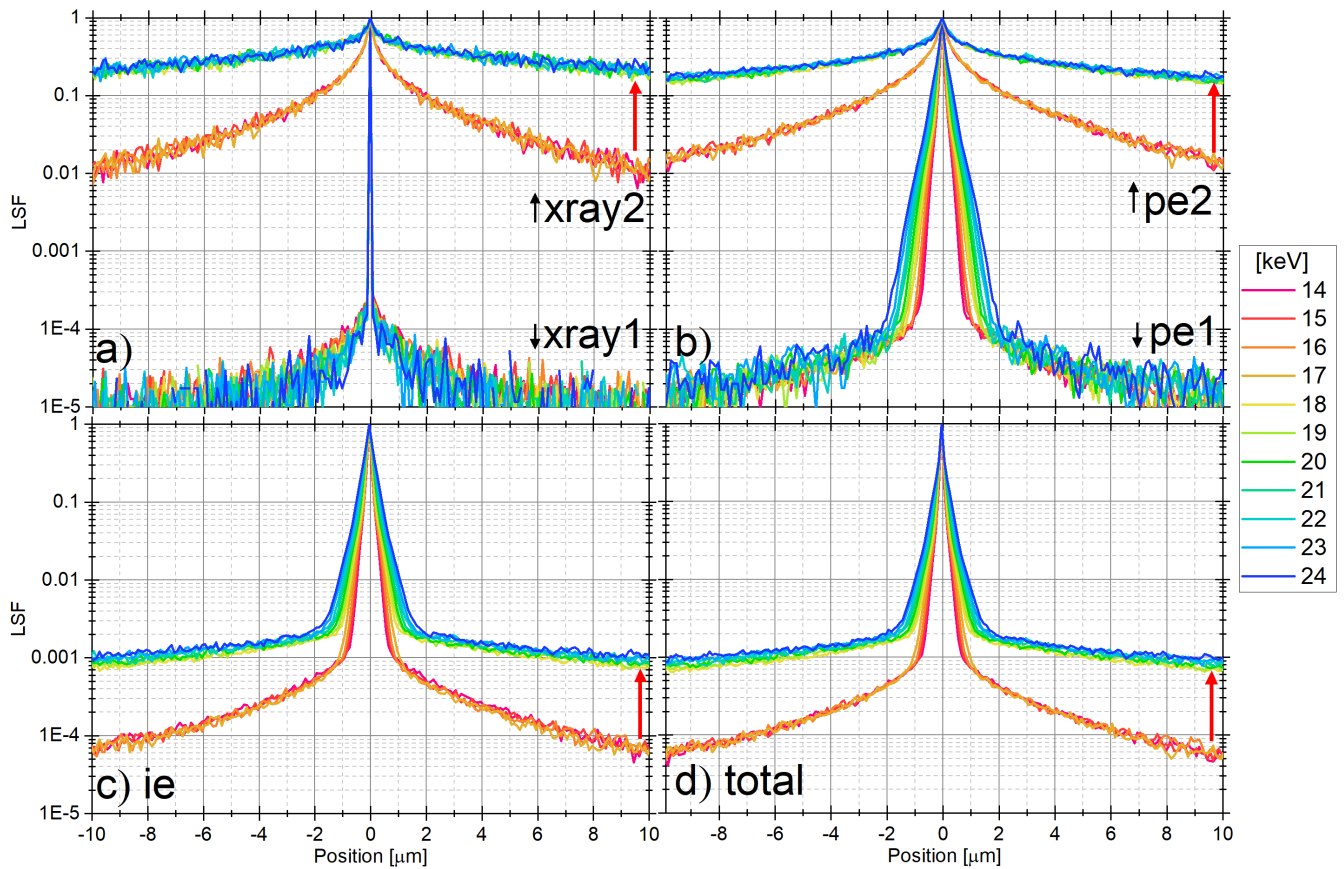 1
0.1
0.01
0.001
1E-4
1E-5
LSF
↑xray2
↓xray1
a)
↑pe2
↓pe1
b)
[keV]
14
15
16
17
18
19
20
21
22
23
24
1
0.1
0.01
0.001
1E-4
1E-5
LSF
c) ie
-10 -8 -6 -4 -2 0 2 4 6 8 10
Position [μm]
d) total
-8 -6 -4 -2 0 2 4 6 8 10
Position [μm]